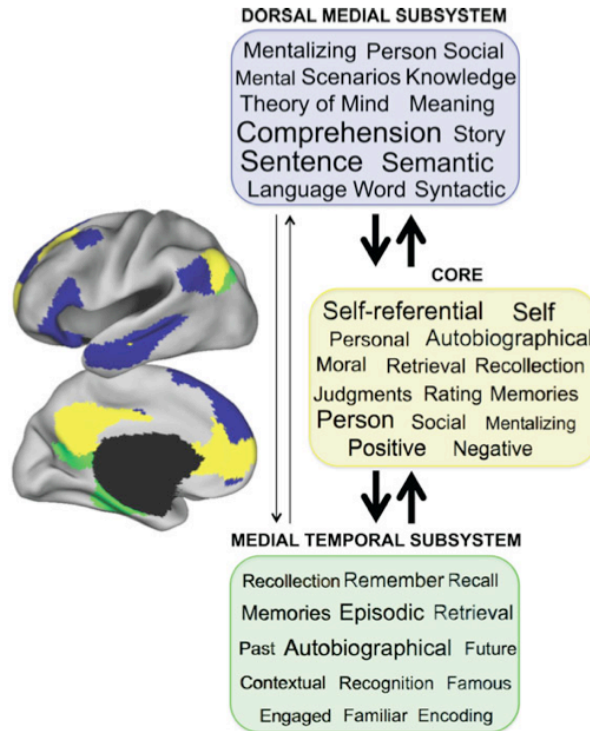 DORSAL MEDIAL SUBSYSTEM
Mentalizing Person Social
Mental Scenarios Knowledge
Theory of Mind Meaning
Comprehension Story
Sentence Semantic
Language Word Syntactic
CORE
Self-referential Self
Personal Autobiographical
Moral Retrieval Recollection
Judgments Rating Memories
Person Social Mentalizing
Positive Negative
MEDIAL TEMPORAL SUBSYSTEM
Recollection Remember Recall
Memories Episodic Retrieval
Past Autobiographical Future
Contextual Recognition Famous
Engaged Familiar Encoding